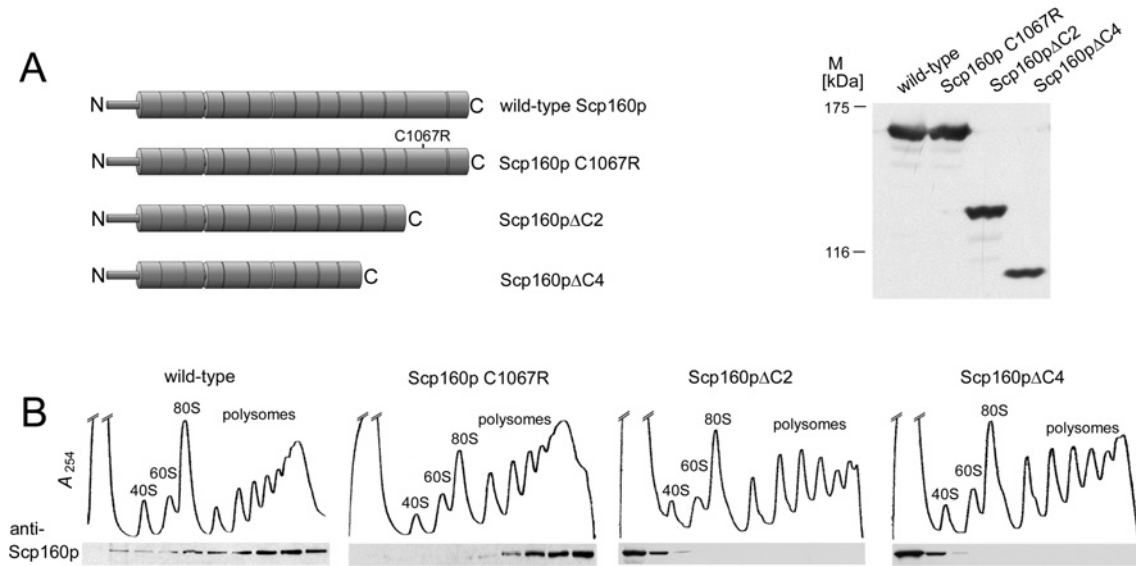 A
N C wild-type Scp160p
C1067R
N C Scp160p C1067R
N C Scp160pΔC2
N C Scp160pΔC4
M
[kDa]
wild-type
Scp160p C1067R
Scp160pΔC2
Scp160pΔC4
175
116
B
wild-type
Scp160p C1067R
Scp160pΔC2
Scp160pΔC4
A254
40S
60S
80S
polysomes
40S
60S
80S
polysomes
40S
60S
80S
polysomes
40S
60S
80S
polysomes
anti-
Scp160p